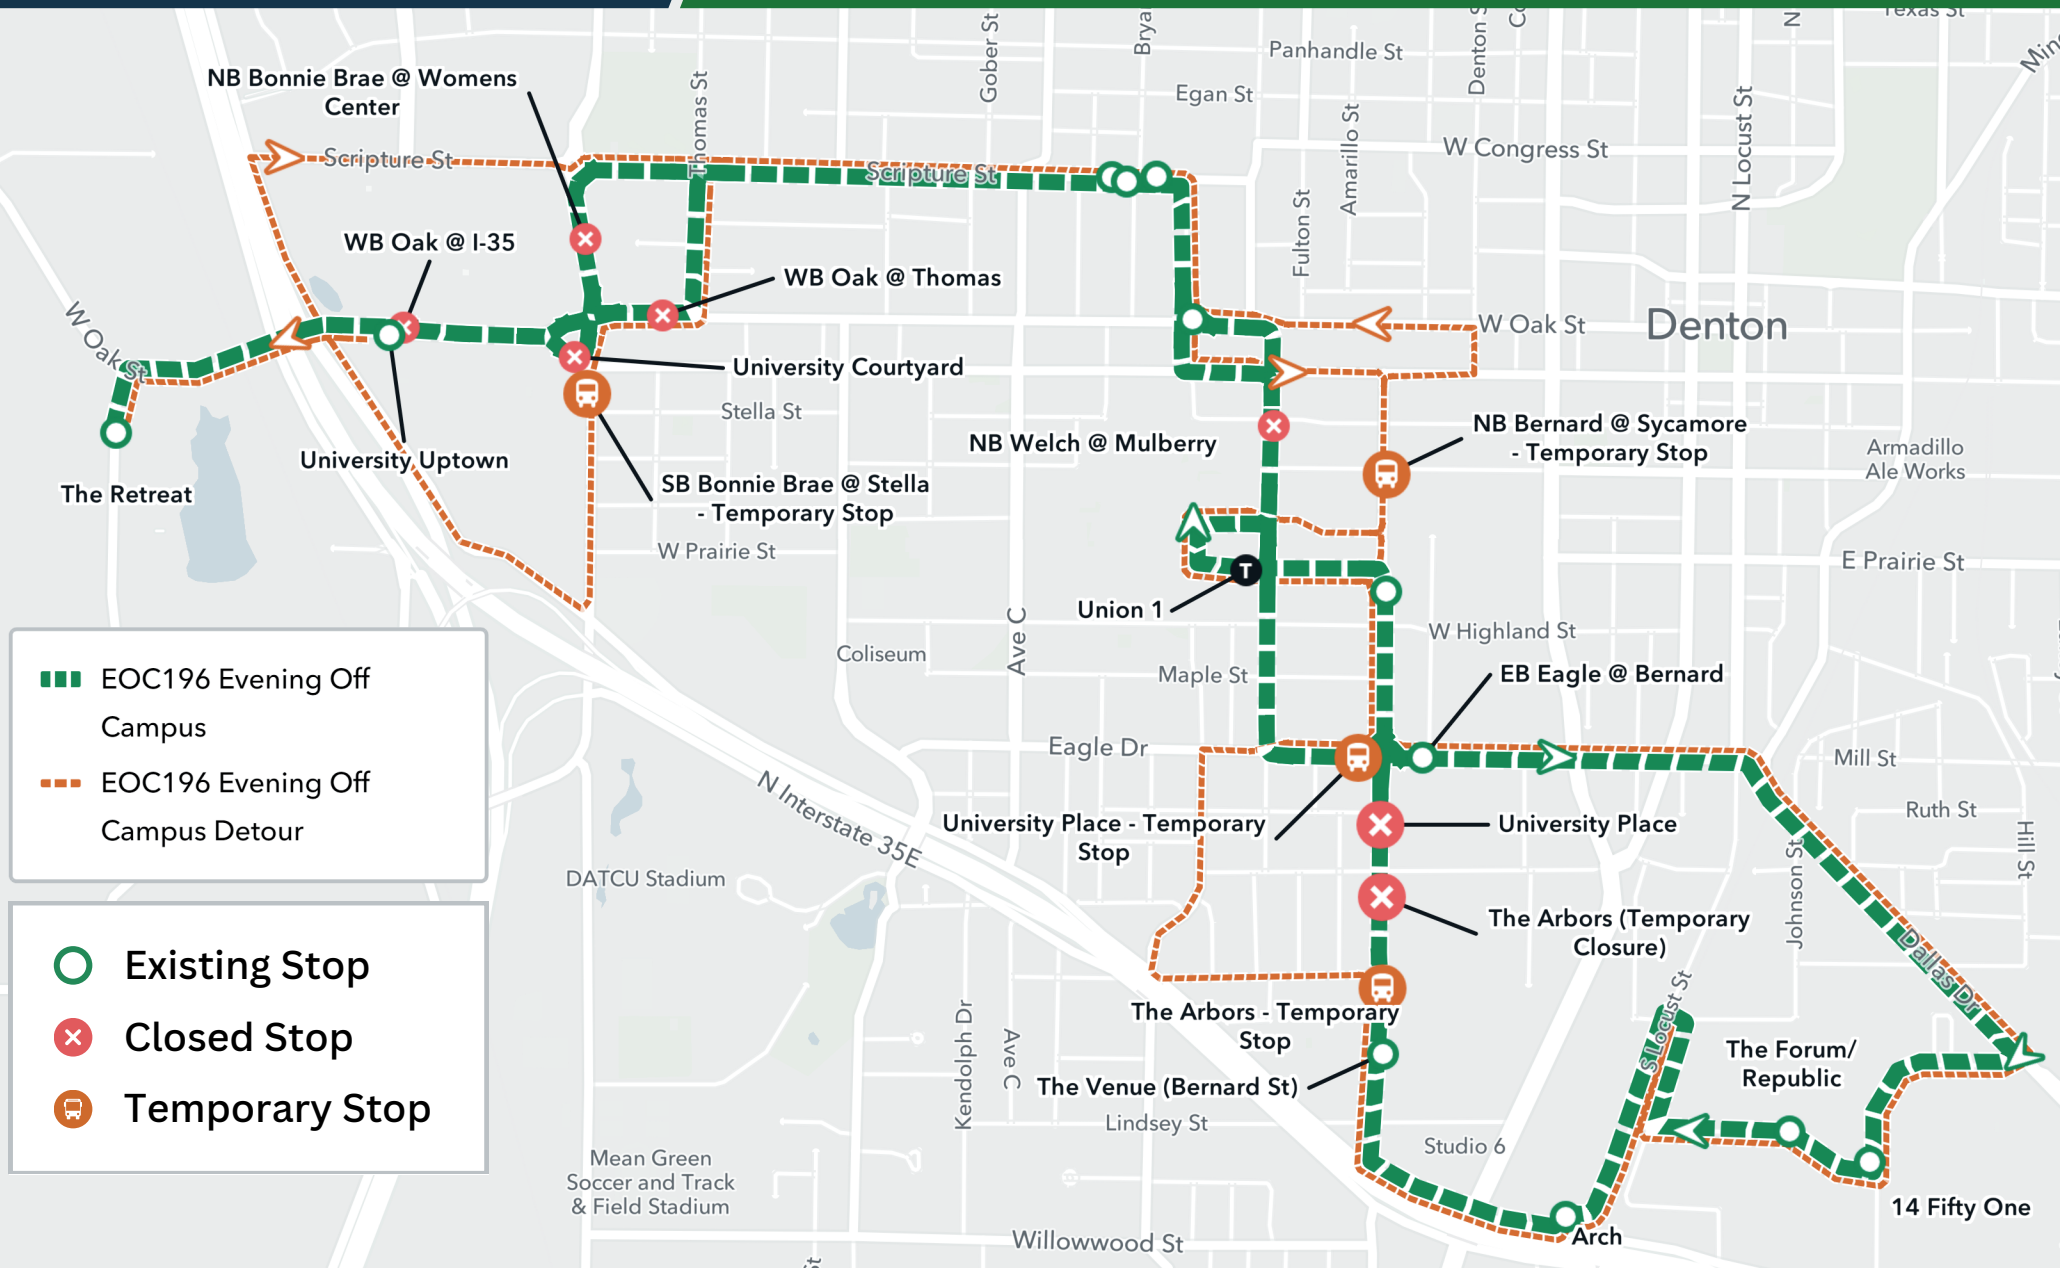 Texas St
Panhandle St
Gober St
Egan St
Thomas St
Amarillo St
N Locust St
NB Bonnie Brae @ Womens
Center
Scripture St
Scripture St
W Congress St
Fulton St
WB Oak @ I-35
WB Oak @ Thomas
W Oak St
W Oak St
Denton
University Courtyard
Stella St
NB Welch @ Mulberry
NB Bernard @ Sycamore
- Temporary Stop
Armadillo
Ale Works
University Uptown
The Retreat
SB Bonnie Brae @ Stella
- Temporary Stop
W Prairie St
E Prairie St
T
Union 1
W Highland St
Ave C
Coliseum
Maple St
EB Eagle @ Bernard
EOC196 Evening Off
Campus
EOC196 Evening Off
Campus Detour
Eagle Dr
Mill St
N Interstate 35E
University Place - Temporary
Stop
University Place
Ruth St
Hill St
Johnson St
DATCU Stadium
The Arbors (Temporary
Closure)
Dallas Dr
Existing Stop
Closed Stop
Temporary Stop
The Arbors - Temporary
Stop
S Locust St
The Forum/
Republic
Kendolph Dr
Ave C
The Venue (Bernard St)
Lindsey St
Studio 6
Mean Green
Soccer and Track
& Field Stadium
14 Fifty One
Arch
Willowwood St